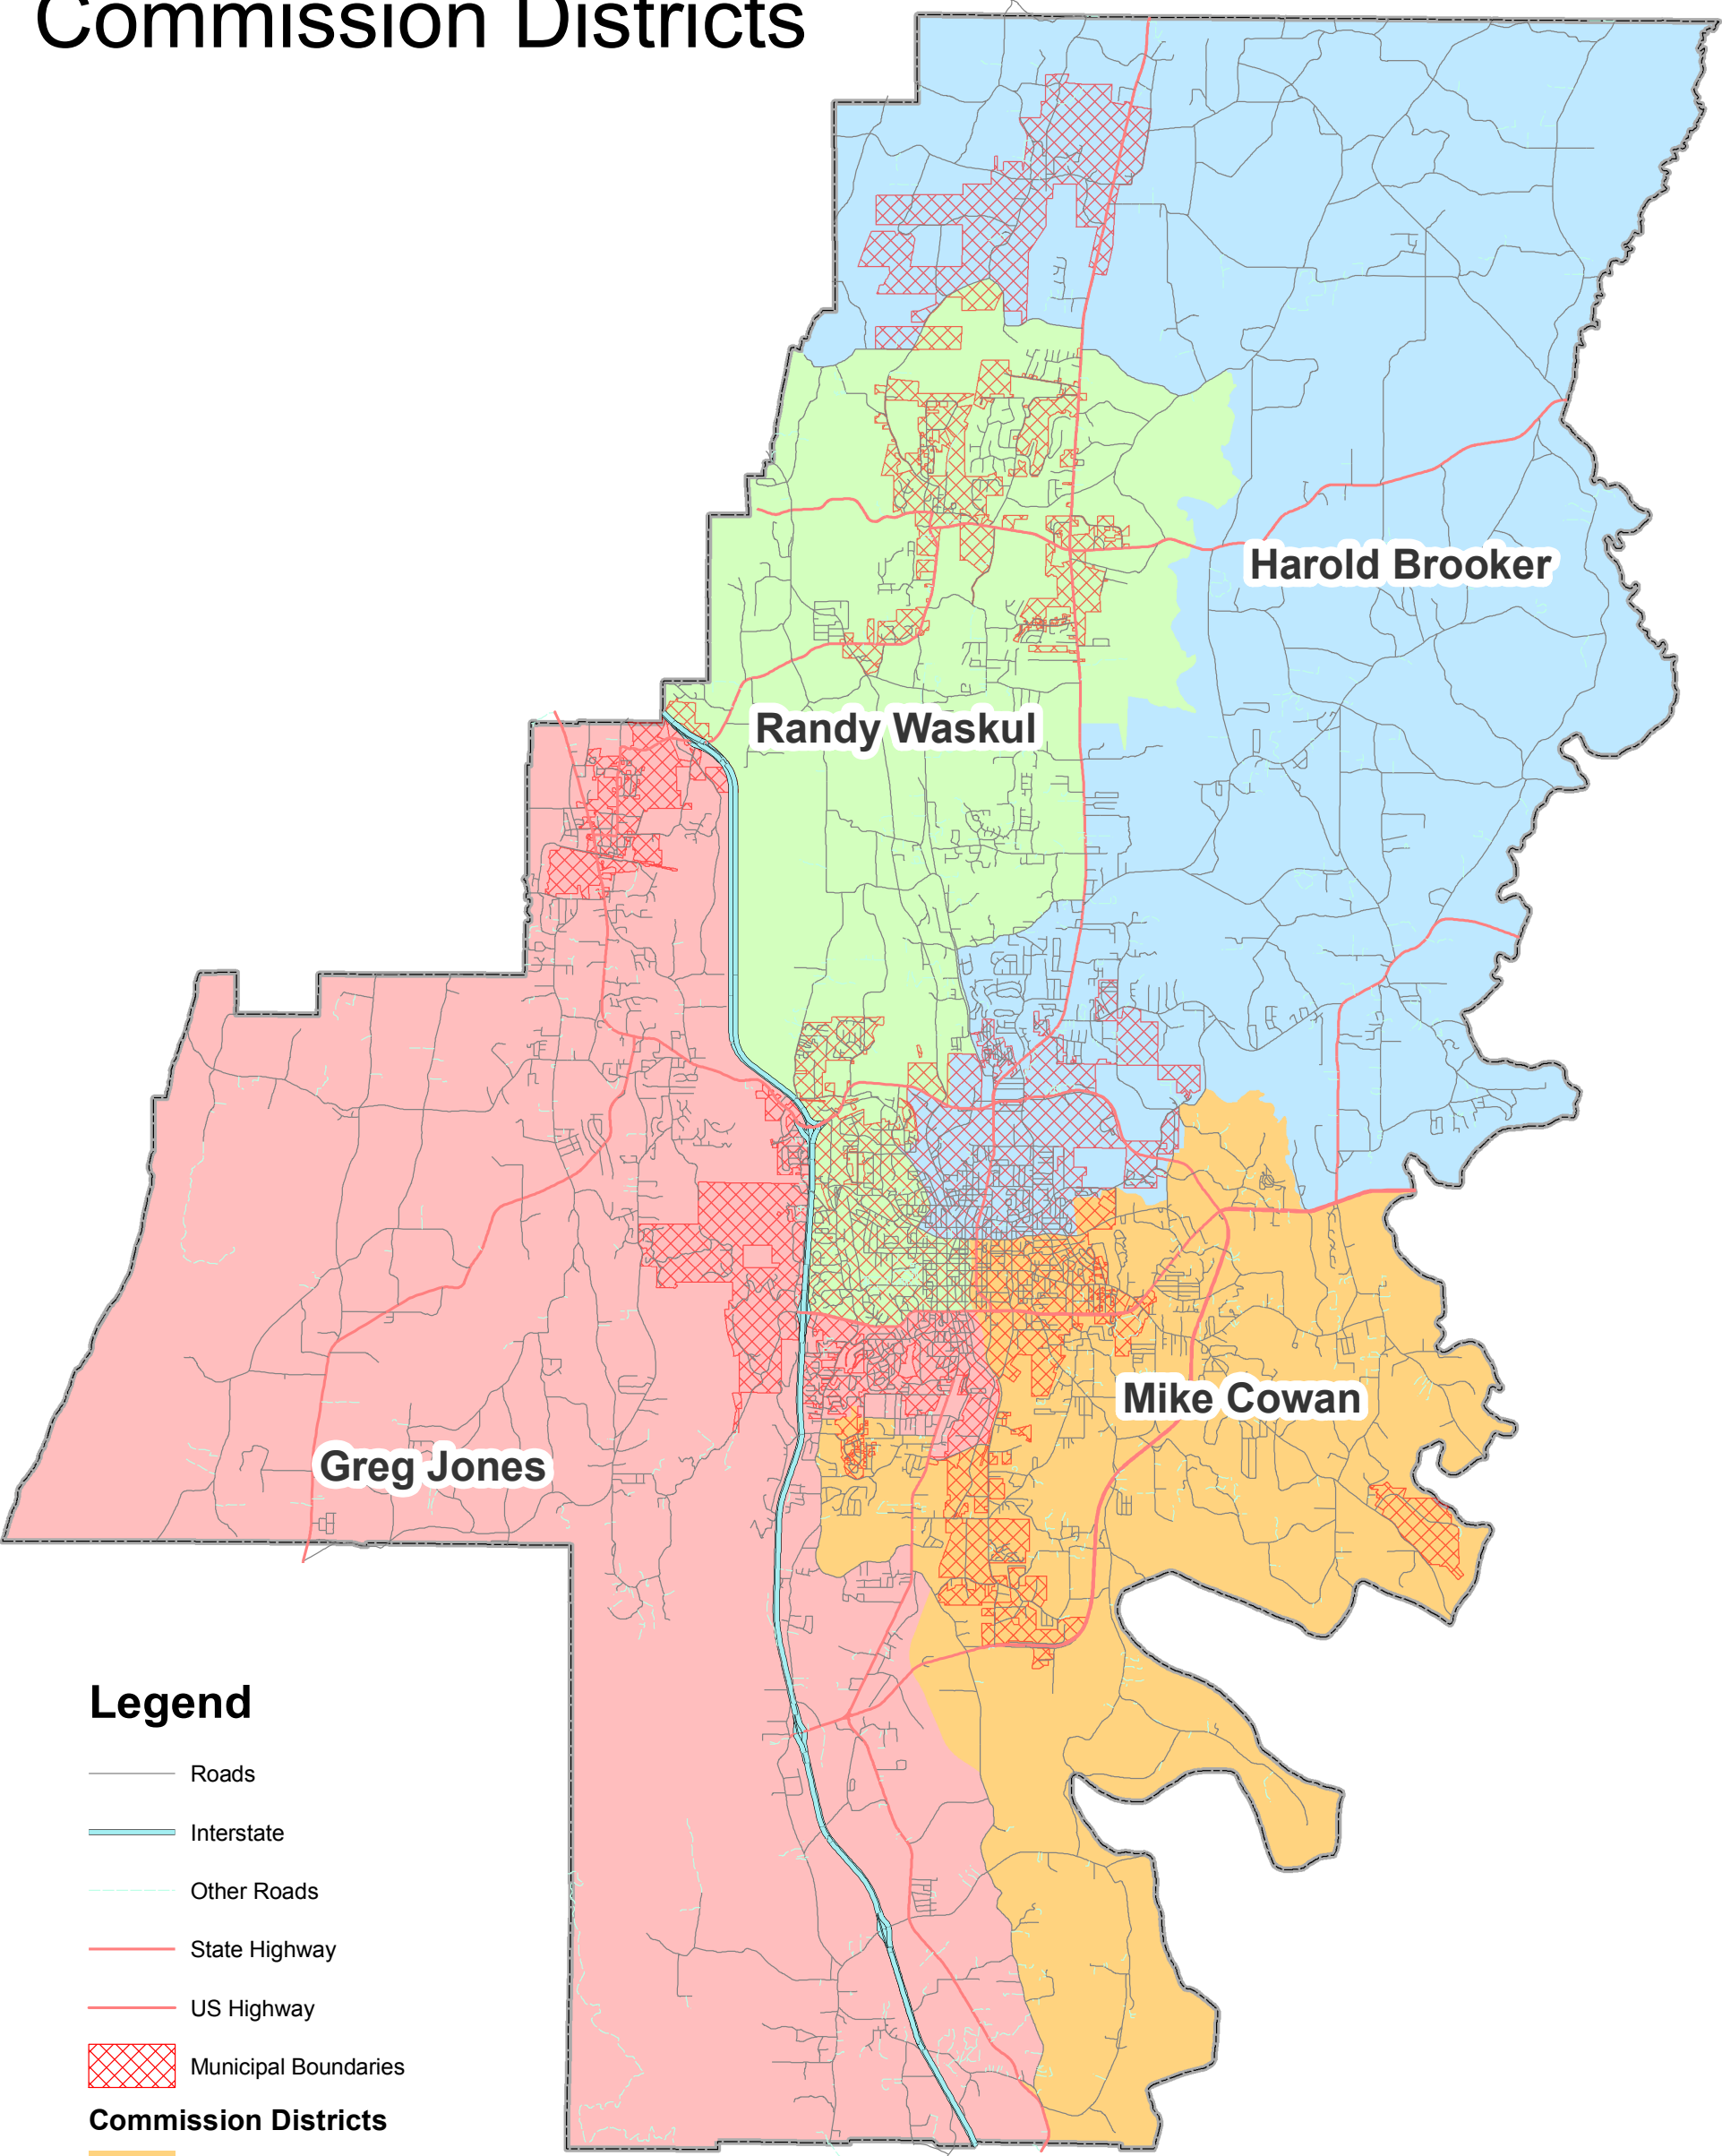 Commission Districts
Harold Brooker
Randy Waskul
Mike Cowan
Greg Jones
Legend
Roads
Interstate
Other Roads
State Highway
US Highway
Municipal Boundaries
Commission Districts